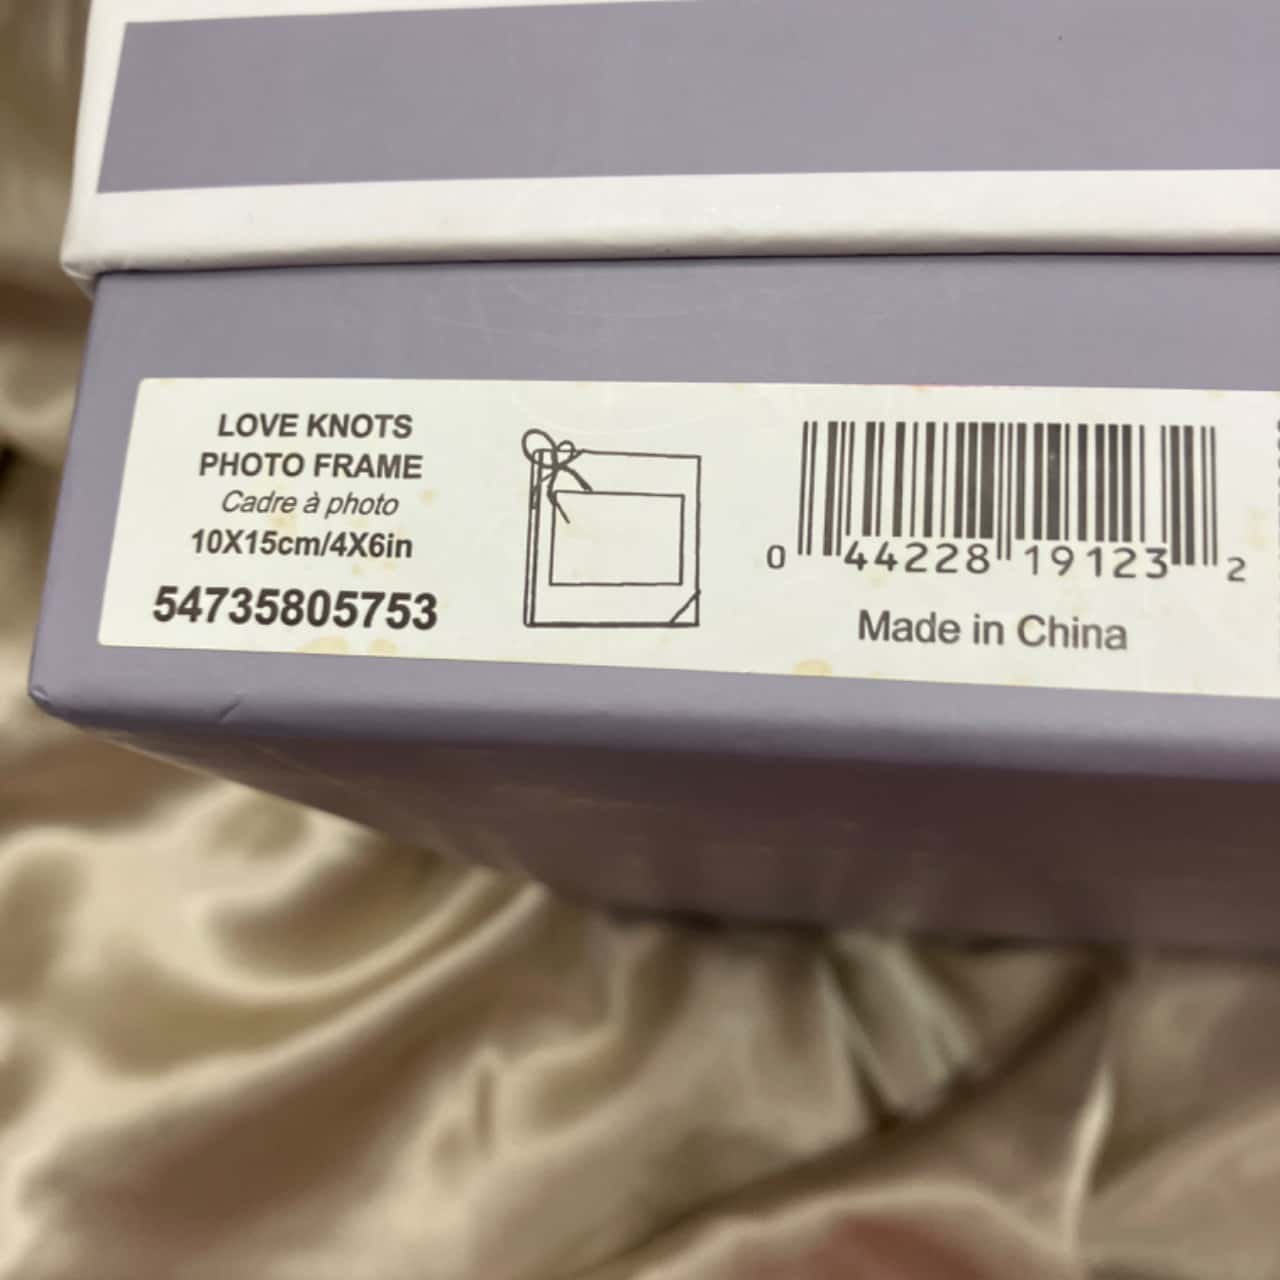 LOVE KNOTS
PHOTO FRAME
Cadre à photo
10X15cm/4X6in
54735805753
0 44228 19123 2
Made in China